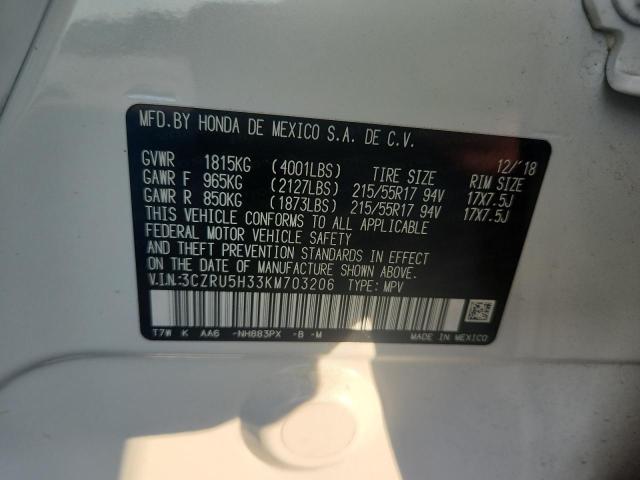 MFD. BY HONDA DE MEXICO S.A. DE C.V.
12/'18
GVWR 1815KG (4001LBS) TIRE SIZE RIM SIZE
GAWR F 965KG (2127LBS) 215/55R17 94V 17X7.5J
GAWR R 850KG (1873LBS) 215/55R17 94V 17X7.5J
THIS VEHICLE CONFORMS TO ALL APPLICABLE
FEDERAL MOTOR VEHICLE SAFETY
AND THEFT PREVENTION STANDARDS IN EFFECT
ON THE DATE OF MANUFACTURE SHOWN ABOVE.
V.I.N.:3CZRU5H33KM703206 TYPE: MPV
T7W K AA6 -NH883PX -B -M MADE IN MEXICO